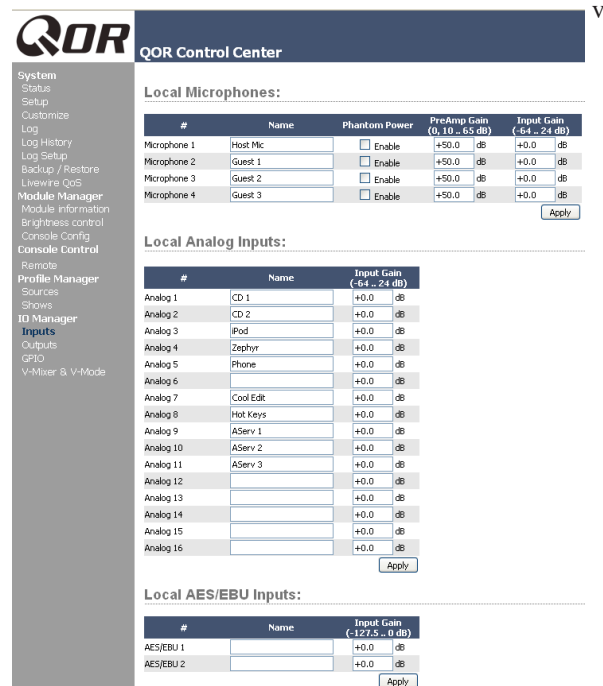 V
QOR
QOR Control Center
System
Status
Setup
Customize
Log
Log History
Log Setup
Backup / Restore
Livewire QoS
Module Manager
Module information
Brightness control
Console Config
Console Control
Remote
Profile Manager
Sources
Shows
IO Manager
Inputs
Outputs
GPIO
V-Mixer & V-Mode
Local Microphones:
# Name Phantom Power PreAmp Gain (0, 10 .. 65 dB) Input Gain (-64 .. 24 dB)
Microphone 1 Host Mic Enable +50.0 dB +0.0 dB
Microphone 2 Guest 1 Enable +50.0 dB +0.0 dB
Microphone 3 Guest 2 Enable +50.0 dB +0.0 dB
Microphone 4 Guest 3 Enable +50.0 dB +0.0 dB
Apply
Local Analog Inputs:
# Name Input Gain (-64 .. 24 dB)
Analog 1 CD 1 +0.0 dB
Analog 2 CD 2 +0.0 dB
Analog 3 iPod +0.0 dB
Analog 4 Zephyr +0.0 dB
Analog 5 Phone +0.0 dB
Analog 6 +0.0 dB
Analog 7 Cool Edit +0.0 dB
Analog 8 Hot Keys +0.0 dB
Analog 9 AServ 1 +0.0 dB
Analog 10 AServ 2 +0.0 dB
Analog 11 AServ 3 +0.0 dB
Analog 12 +0.0 dB
Analog 13 +0.0 dB
Analog 14 +0.0 dB
Analog 15 +0.0 dB
Analog 16 +0.0 dB
Apply
Local AES/EBU Inputs:
# Name Input Gain (-127.5 .. 0 dB)
AES/EBU 1 +0.0 dB
AES/EBU 2 +0.0 dB
Apply